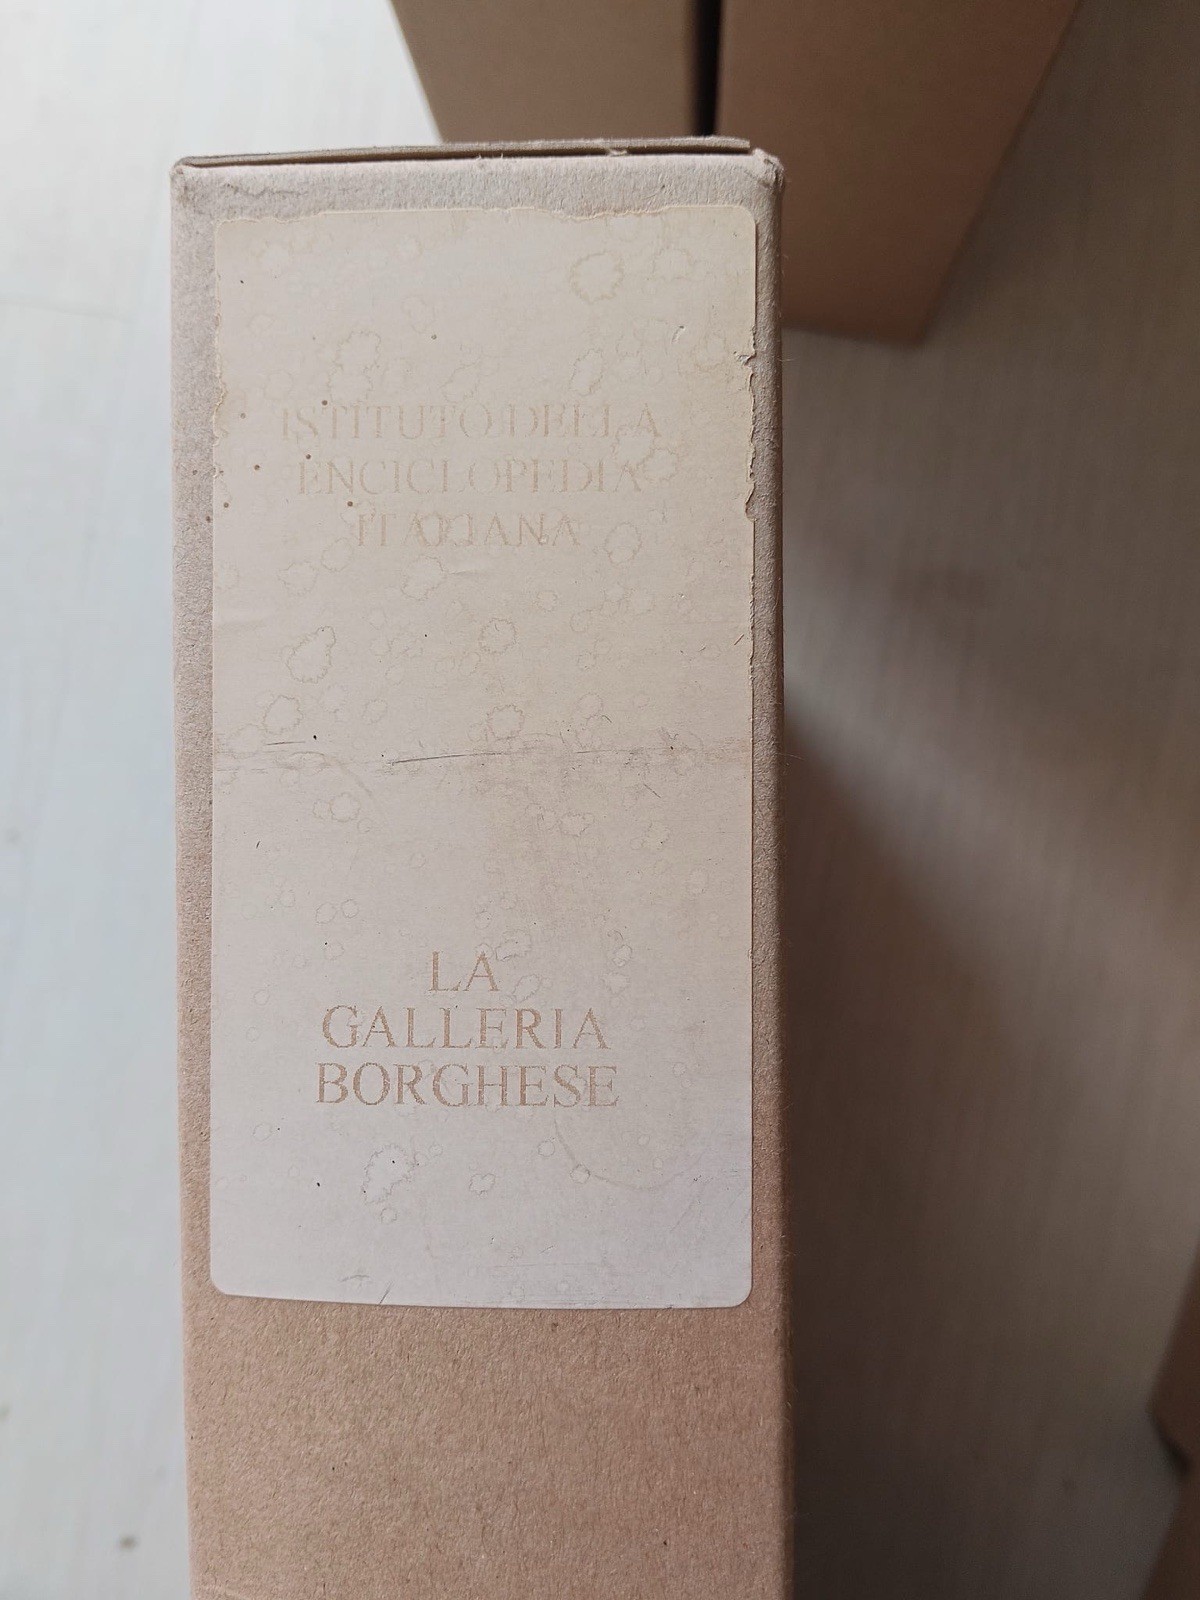 ISTITUTO DELLA
ENCICLOPEDIA
ITALIANA
LA
GALLERIA
BORGHESE